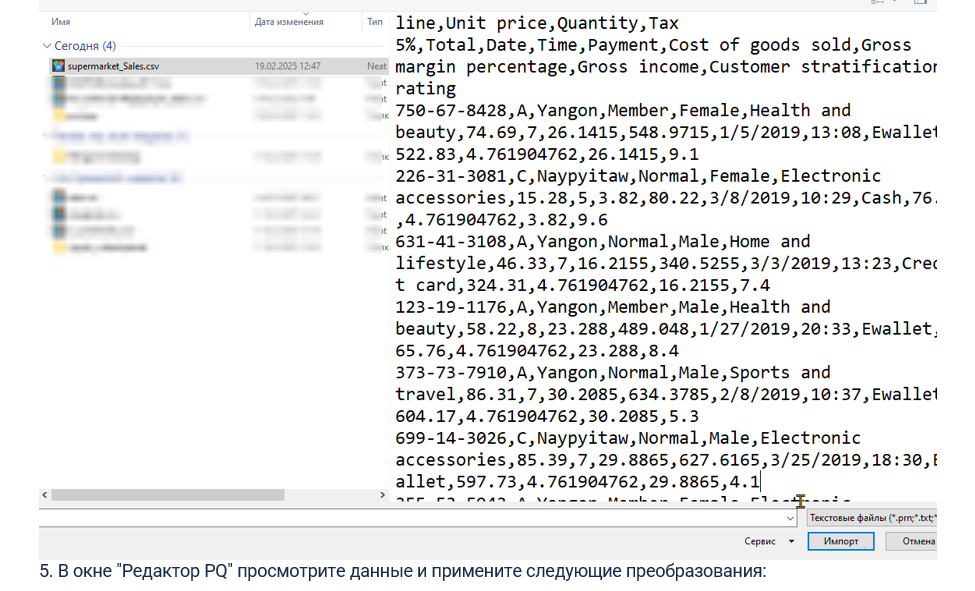 Имя Дата изменения Тип
Сегодня (4)
supermarket_Sales.csv 19.02.2025 12:47 Neat
line,Unit price,Quantity,Tax
5%,Total,Date,Time,Payment,Cost of goods sold,Gross
margin percentage,Gross income,Customer stratification
rating
750-67-8428,A,Yangon,Member,Female,Health and
beauty,74.69,7,26.1415,548.9715,1/5/2019,13:08,Ewallet
522.83,4.761904762,26.1415,9.1
226-31-3081,C,Naypyitaw,Normal,Female,Electronic
accessories,15.28,5,3.82,80.22,3/8/2019,10:29,Cash,76.
,4.761904762,3.82,9.6
631-41-3108,A,Yangon,Normal,Male,Home and
lifestyle,46.33,7,16.2155,340.5255,3/3/2019,13:23,Cred
t card,324.31,4.761904762,16.2155,7.4
123-19-1176,A,Yangon,Member,Male,Health and
beauty,58.22,8,23.288,489.048,1/27/2019,20:33,Ewallet,
65.76,4.761904762,23.288,8.4
373-73-7910,A,Yangon,Normal,Male,Sports and
travel,86.31,7,30.2085,634.3785,2/8/2019,10:37,Ewallet
604.17,4.761904762,30.2085,5.3
699-14-3026,C,Naypyitaw,Normal,Male,Electronic
accessories,85.39,7,29.8865,627.6165,3/25/2019,18:30,E
allet,597.73,4.761904762,29.8865,4.1
Текстовые файлы (*.prn;*.txt;*
Сервис Импорт Отмена
5. В окне "Редактор PQ" просмотрите данные и примените следующие преобразования: